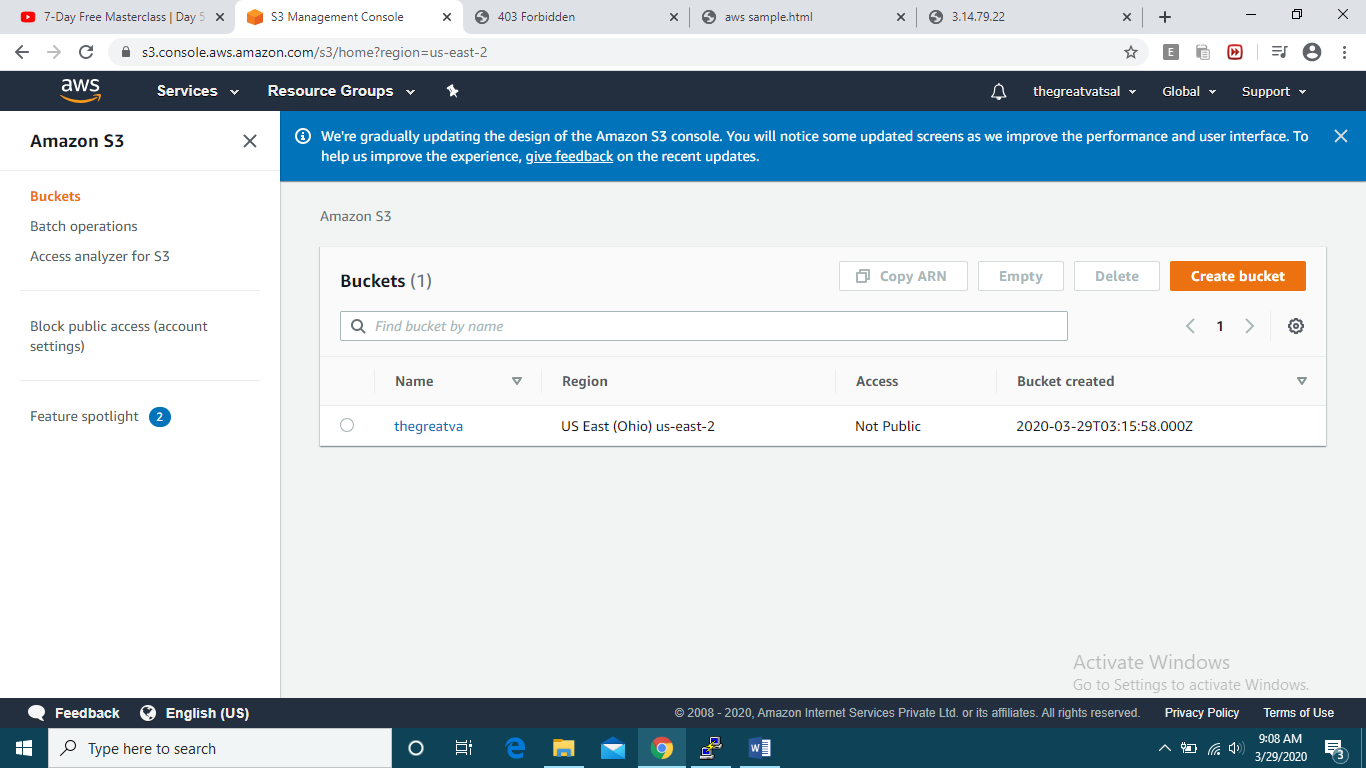 7-Day Free Masterclass | Day 5
S3 Management Console
403 Forbidden
aws sample.html
3.14.79.22
s3.console.aws.amazon.com/s3/home?region=us-east-2
E
aws
Services
Resource Groups
thegreatvatsal
Global
Support
Amazon S3
Buckets
Batch operations
Access analyzer for S3
Block public access (account
settings)
Feature spotlight 2
We're gradually updating the design of the Amazon S3 console. You will notice some updated screens as we improve the performance and user interface. To
help us improve the experience, give feedback on the recent updates.
Amazon S3
Buckets (1)
Copy ARN
Empty
Delete
Create bucket
Find bucket by name
1
Name
Region
Access
Bucket created
thegreatva
US East (Ohio) us-east-2
Not Public
2020-03-29T03:15:58.000Z
Activate Windows
Go to Settings to activate Windows.
Feedback
English (US)
© 2008 - 2020, Amazon Internet Services Private Ltd. or its affiliates. All rights reserved.
Privacy Policy
Terms of Use
Type here to search
9:08 AM
3/29/2020
3